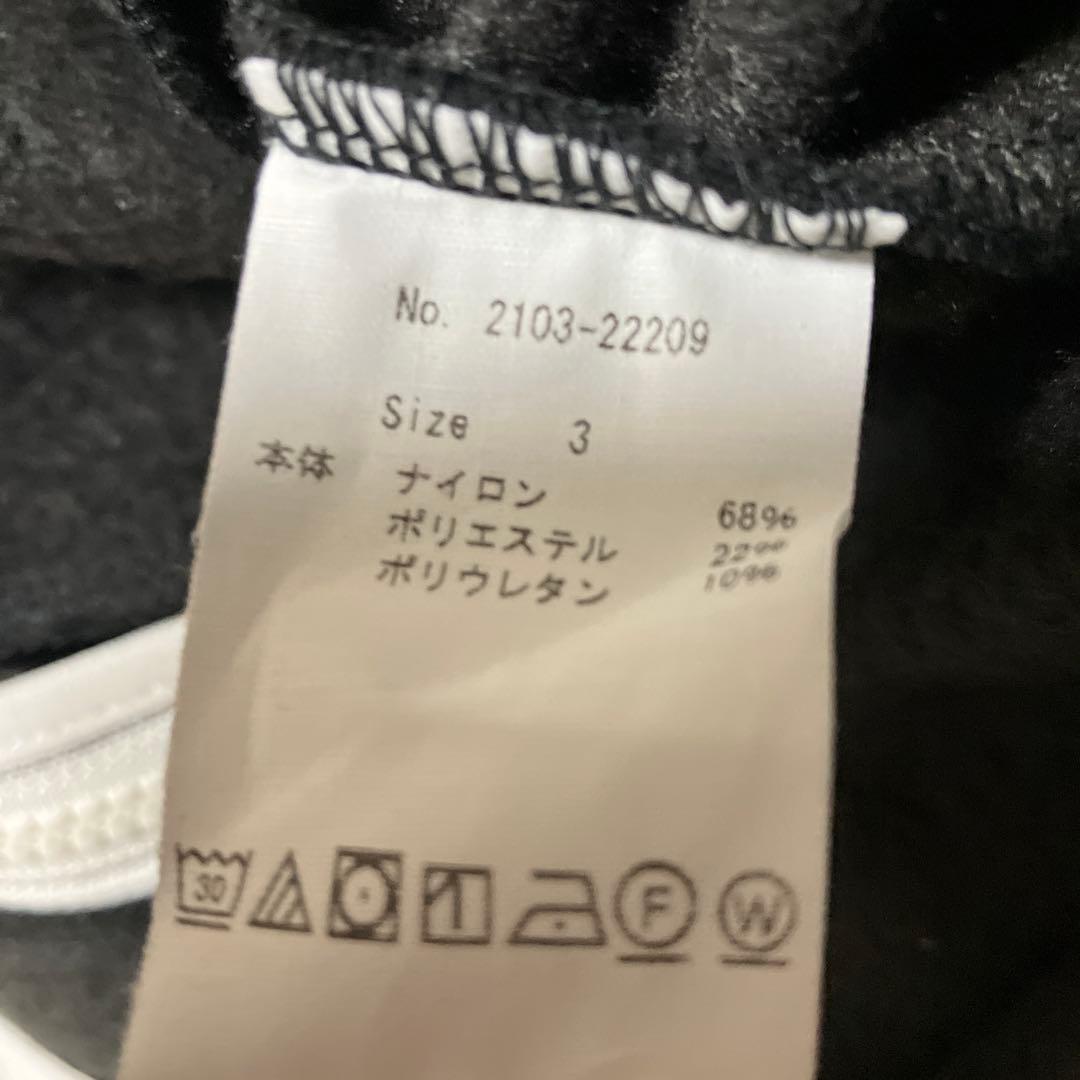 No. 2103-22209
Size 3
本体 ナイロン 68%
ポリエステル 22%
ポリウレタン 10%
30 F W